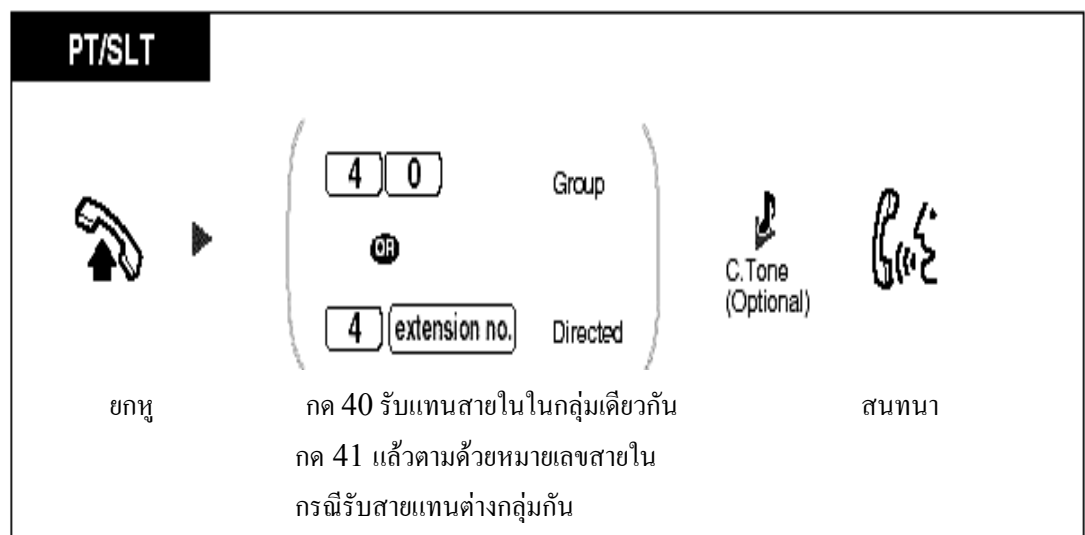 PT/SLT
4 0 Group
OR
4 extension no. Directed
C.Tone
(Optional)
ยกหู กด 40 รับแทนสายในในกลุ่มเดียวกัน สนทนา
กด 41 แล้วตามด้วยหมายเลขสายใน
กรณีรับสายแทนต่างกลุ่มกัน